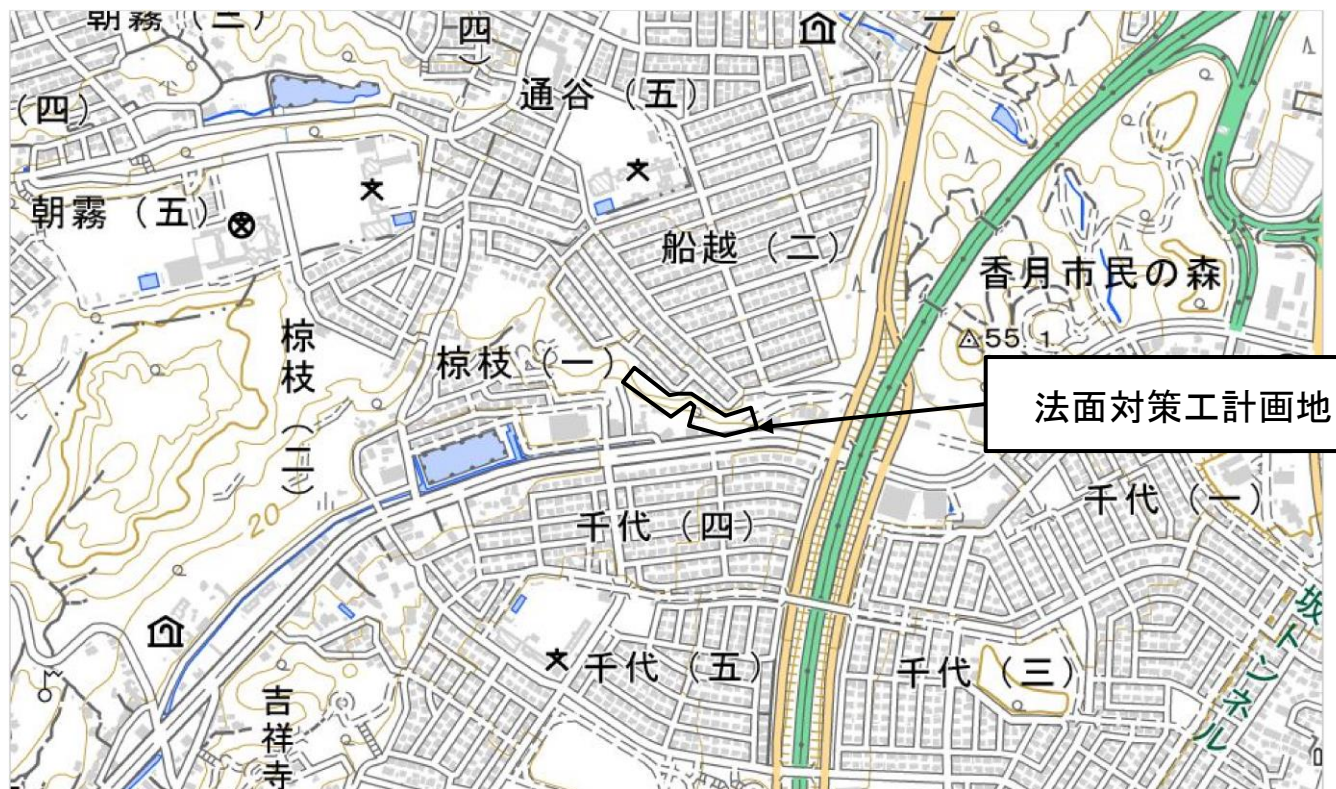 朝霧（三）
（四）
四）
通谷（五）
一）
朝霧（五）
船越（二）
香月市民の森
55.1
椋枝（二）
椋枝（一）
法面対策工計画地
20
千代（四）
千代（一）
千代（五）
千代（三）
坂トンネル
吉祥寺